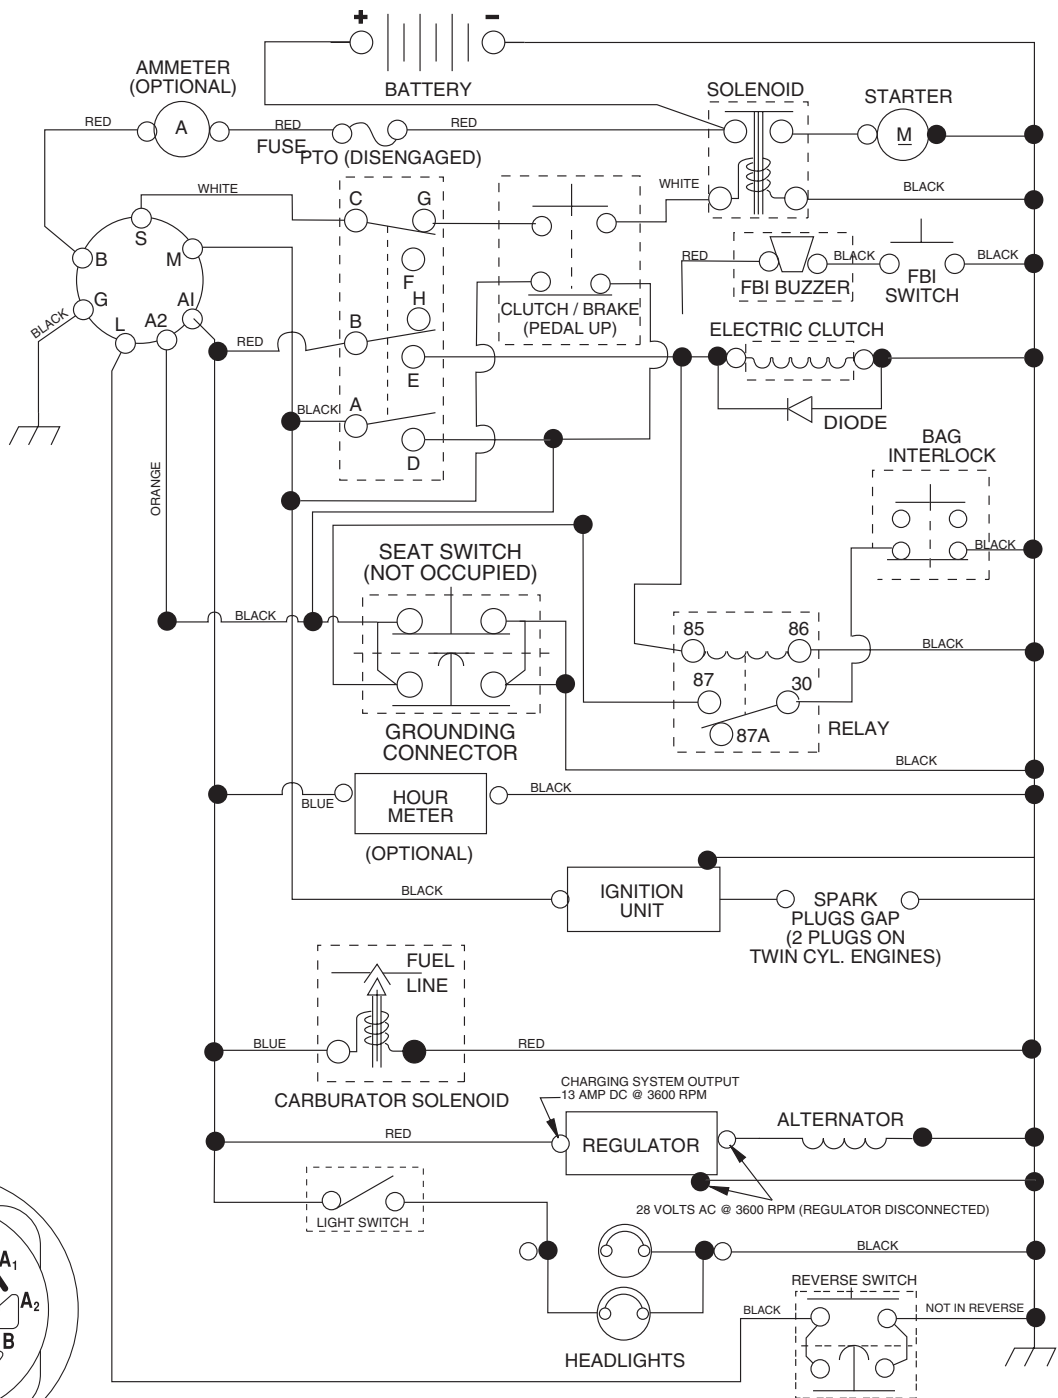 +
−
BATTERY
AMMETER
(OPTIONAL)
SOLENOID
STARTER
RED
A
RED
FUSE
RED
PTO (DISENGAGED)
M
WHITE
C
G
WHITE
BLACK
S
M
B
F
RED
BLACK
BLACK
FBI BUZZER
FBI
SWITCH
G
AI
H
CLUTCH / BRAKE
(PEDAL UP)
BLACK
L
A2
B
RED
ELECTRIC CLUTCH
E
BLACK
A
DIODE
D
BAG
INTERLOCK
ORANGE
BLACK
SEAT SWITCH
(NOT OCCUPIED)
BLACK
85
86
BLACK
87
30
87A
RELAY
GROUNDING
CONNECTOR
BLACK
BLUE
HOUR
METER
BLACK
(OPTIONAL)
BLACK
IGNITION
UNIT
SPARK
PLUGS GAP
(2 PLUGS ON
TWIN CYL. ENGINES)
FUEL
LINE
BLUE
RED
CARBURATOR SOLENOID
CHARGING SYSTEM OUTPUT
13 AMP DC @ 3600 RPM
RED
REGULATOR
ALTERNATOR
28 VOLTS AC @ 3600 RPM (REGULATOR DISCONNECTED)
LIGHT SWITCH
BLACK
A1
A2
B
REVERSE SWITCH
BLACK
NOT IN REVERSE
HEADLIGHTS